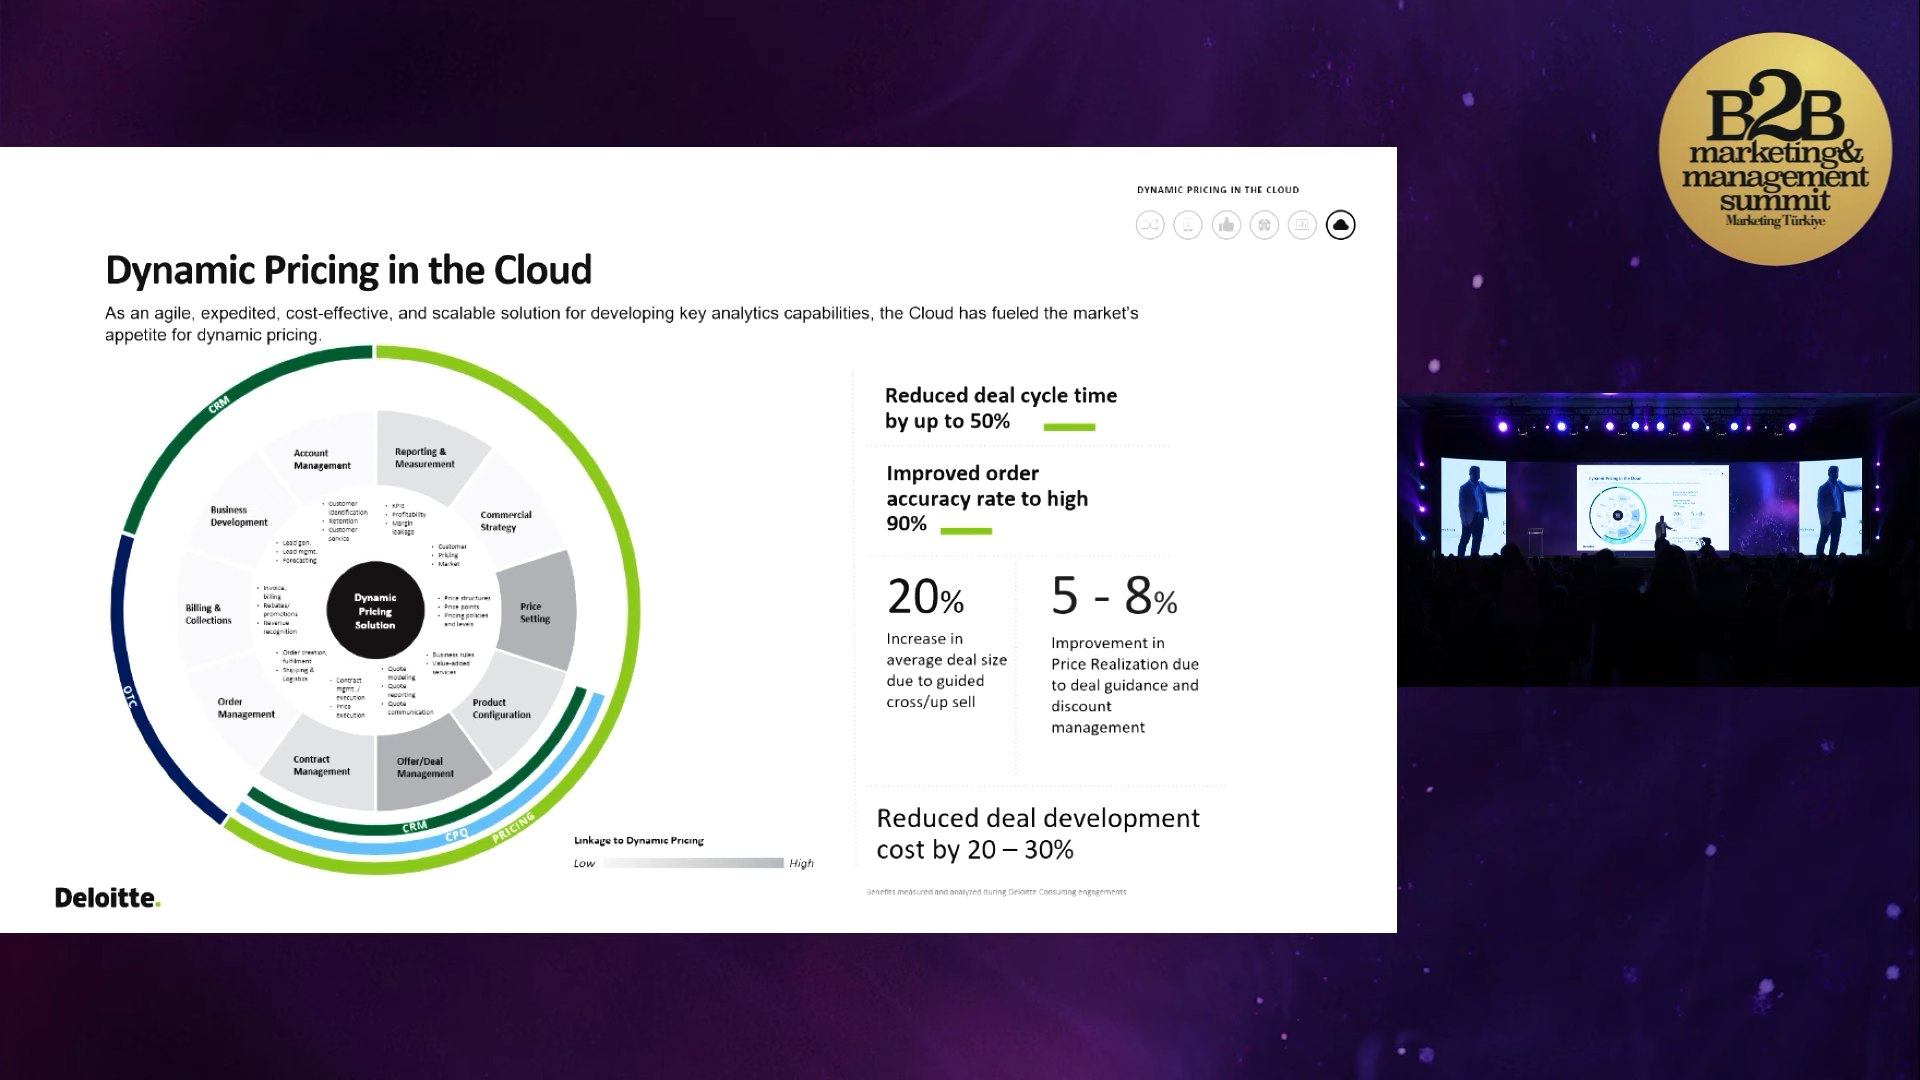 B2B
marketing&
management
summit
Marketing Türkiye
DYNAMIC PRICING IN THE CLOUD
Dynamic Pricing in the Cloud
As an agile, expedited, cost-effective, and scalable solution for developing key analytics capabilities, the Cloud has fueled the market’s
appetite for dynamic pricing.
CRM
OTC
CRM
CPQ
PRICING
Account
Management
Reporting &
Measurement
Business
Development
Commercial
Strategy
Billing &
Collections
Price
Setting
Order
Management
Product
Configuration
Contract
Management
Offer/Deal
Management
Dynamic
Pricing
Solution
• Customer
identification
• Retention
• Customer
service
• KPIs
• Profitability
• Margin
leakage
• Lead gen.
• Lead mgmt.
• Forecasting
• Customer
• Pricing
• Market
• Invoice,
billing
• Rebates/
promotions
• Revenue
recognition
• Price structures
• Price points
• Pricing policies
and levels
• Order creation,
fulfilment
• Shipping &
Logistics
• Business rules
• Value-added
services
• Contract
mgmt. /
execution
• Price
execution
• Quote
modeling
• Quote
reporting
• Quote
communication
Linkage to Dynamic Pricing
Low
High
Reduced deal cycle time
by up to 50%
Improved order
accuracy rate to high
90%
20%
Increase in
average deal size
due to guided
cross/up sell
5 - 8%
Improvement in
Price Realization due
to deal guidance and
discount
management
Reduced deal development
cost by 20 – 30%
Benefits measured and analyzed during Deloitte Consulting engagements
Deloitte.
Dynamic Pricing in the Cloud